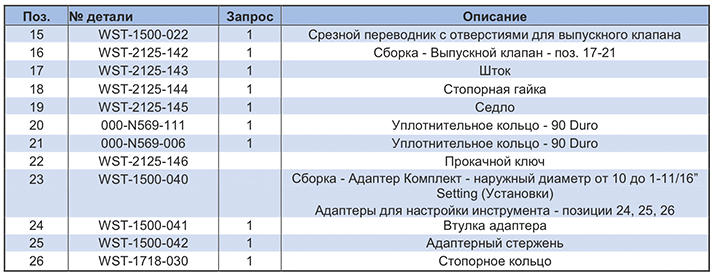 Поз. № детали Запрос Описание
15 WST-1500-022 1 Срезной переводник с отверстиями для выпускного клапана
16 WST-2125-142 1 Сборка - Выпускной клапан - поз. 17-21
17 WST-2125-143 1 Шток
18 WST-2125-144 1 Стопорная гайка
19 WST-2125-145 1 Седло
20 000-N569-111 1 Уплотнительное кольцо - 90 Duro
21 000-N569-006 1 Уплотнительное кольцо - 90 Duro
22 WST-2125-146 Прокачной ключ
23 WST-1500-040 Сборка - Адаптер Комплект - наружный диаметр от 10 до 1-11/16”
Setting (Установки)
Адаптеры для настройки инструмента - позиции 24, 25, 26
24 WST-1500-041 1 Втулка адаптера
25 WST-1500-042 1 Адаптерный стержень
26 WST-1718-030 1 Стопорное кольцо